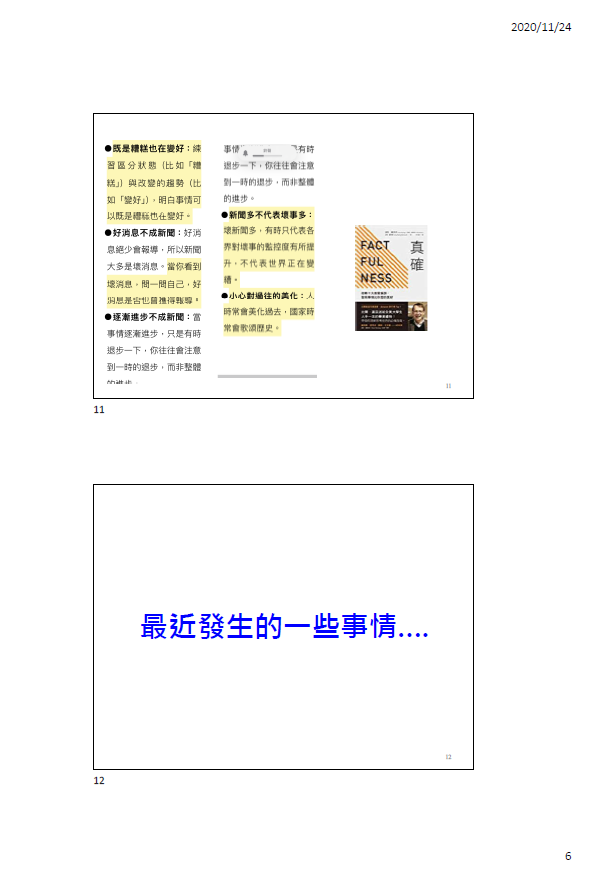 2020/11/24
●既是糟糕也在變好：練
習區分狀態（比如「糟
糕」）與改變的趨勢（比
如「變好」），明白事情可
以既是糟糕也在變好。
●好消息不成新聞：好消
息絕少會報導，所以新聞
大多是壞消息。當你看到
壞消息，問一問自己，好
消息是否也曾獲得報導。
●逐漸進步不成新聞：當
事情逐漸進步，只是有時
退步一下，你往往會注意
到一時的退步，而非整體
的進步。
事情
是有時
退步一下，你往往會注意
到一時的退步，而非整體
的進步。
●新聞多不代表壞事多：
壞新聞多，有時只代表各
界對壞事的監控度有所提
升，不代表世界正在變
糟。
●小心對過往的美化：人
時常會美化過去，國家時
常會歌頌歷史。
FACT
FUL
NESS
真
確
11
11
最近發生的一些事情....
12
12
6